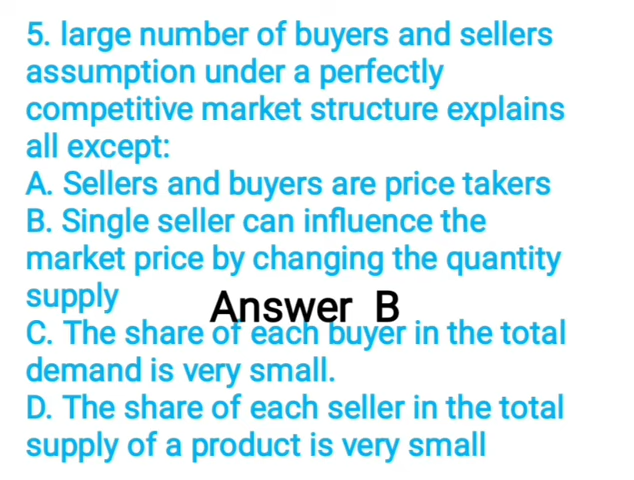 5. large number of buyers and sellers
assumption under a perfectly
competitive market structure explains
all except:
A. Sellers and buyers are price takers
B. Single seller can influence the
market price by changing the quantity
supply
Answer B
C. The share of each buyer in the total
demand is very small.
D. The share of each seller in the total
supply of a product is very small